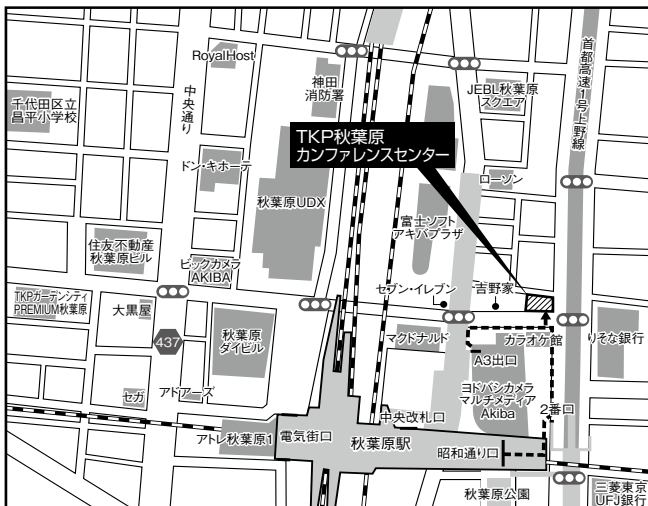 RoyalHost
神田
消防署
JEBL秋葉原
スクエア
首都高速1号上野線
千代田区立
昌平小学校
中央通り
TKP秋葉原
カンファレンスセンター
ドン・キホーテ
ローソン
秋葉原UDX
富士ソフト
アキバプラザ
住友不動産
秋葉原ビル
ビックカメラ
AKIBA
セブン・イレブン
吉野家
TKPガーデンシティ
PREMIUM秋葉原
大黒屋
437
秋葉原
ダイビル
マクドナルド
カラオケ館
りそな銀行
A3出口
ヨドバシカメラ
マルチメディア
Akiba
セガ
アドアーズ
2番口
中央改札口
アトレ秋葉原1
電気街口
秋葉原駅
昭和通り口
秋葉原公園
三菱東京
UFJ銀行